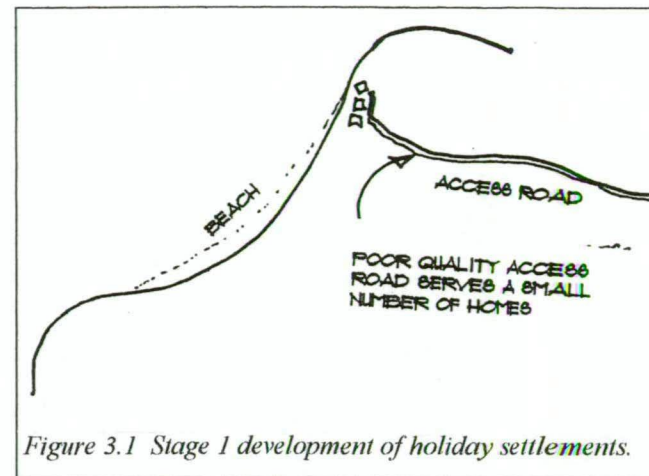 BEACH
ACCESS ROAD
POOR QUALITY ACCESS
ROAD SERVES A SMALL
NUMBER OF HOMES
Figure 3.1 Stage 1 development of holiday settlements.